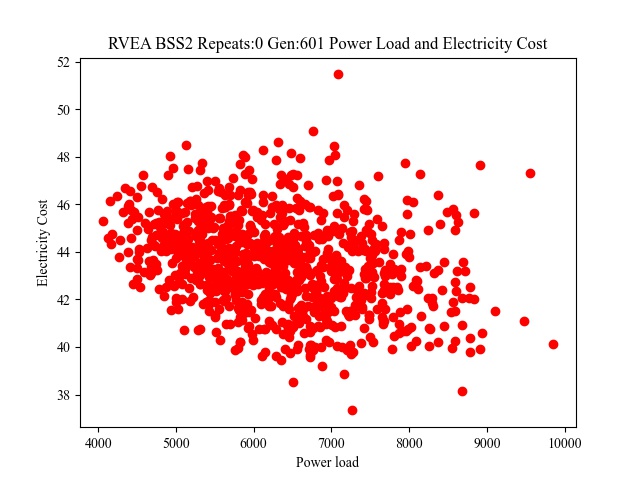 RVEA BSS2 Repeats:0 Gen:601 Power Load and Electricity Cost
52
50
48
46
44
42
40
38
Electricity Cost
4000 5000 6000 7000 8000 9000 10000
Power load